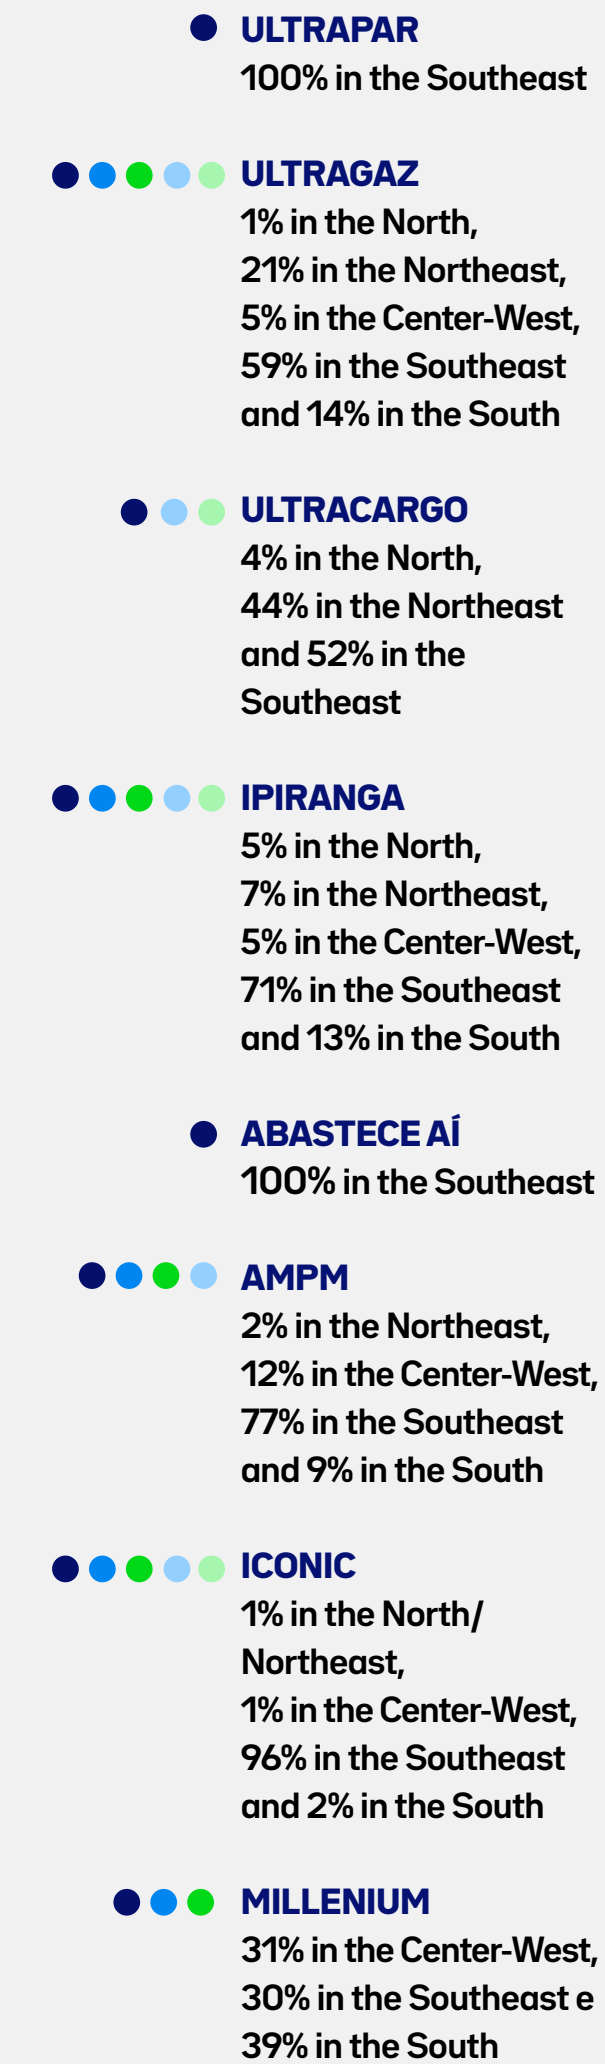 ULTRAPAR
100% in the Southeast
ULTRAGAZ
1% in the North,
21% in the Northeast,
5% in the Center-West,
59% in the Southeast
and 14% in the South
ULTRACARGO
4% in the North,
44% in the Northeast
and 52% in the
Southeast
IPIRANGA
5% in the North,
7% in the Northeast,
5% in the Center-West,
71% in the Southeast
and 13% in the South
ABASTECE AÍ
100% in the Southeast
AMPM
2% in the Northeast,
12% in the Center-West,
77% in the Southeast
and 9% in the South
ICONIC
1% in the North/
Northeast,
1% in the Center-West,
96% in the Southeast
and 2% in the South
MILLENIUM
31% in the Center-West,
30% in the Southeast e
39% in the South